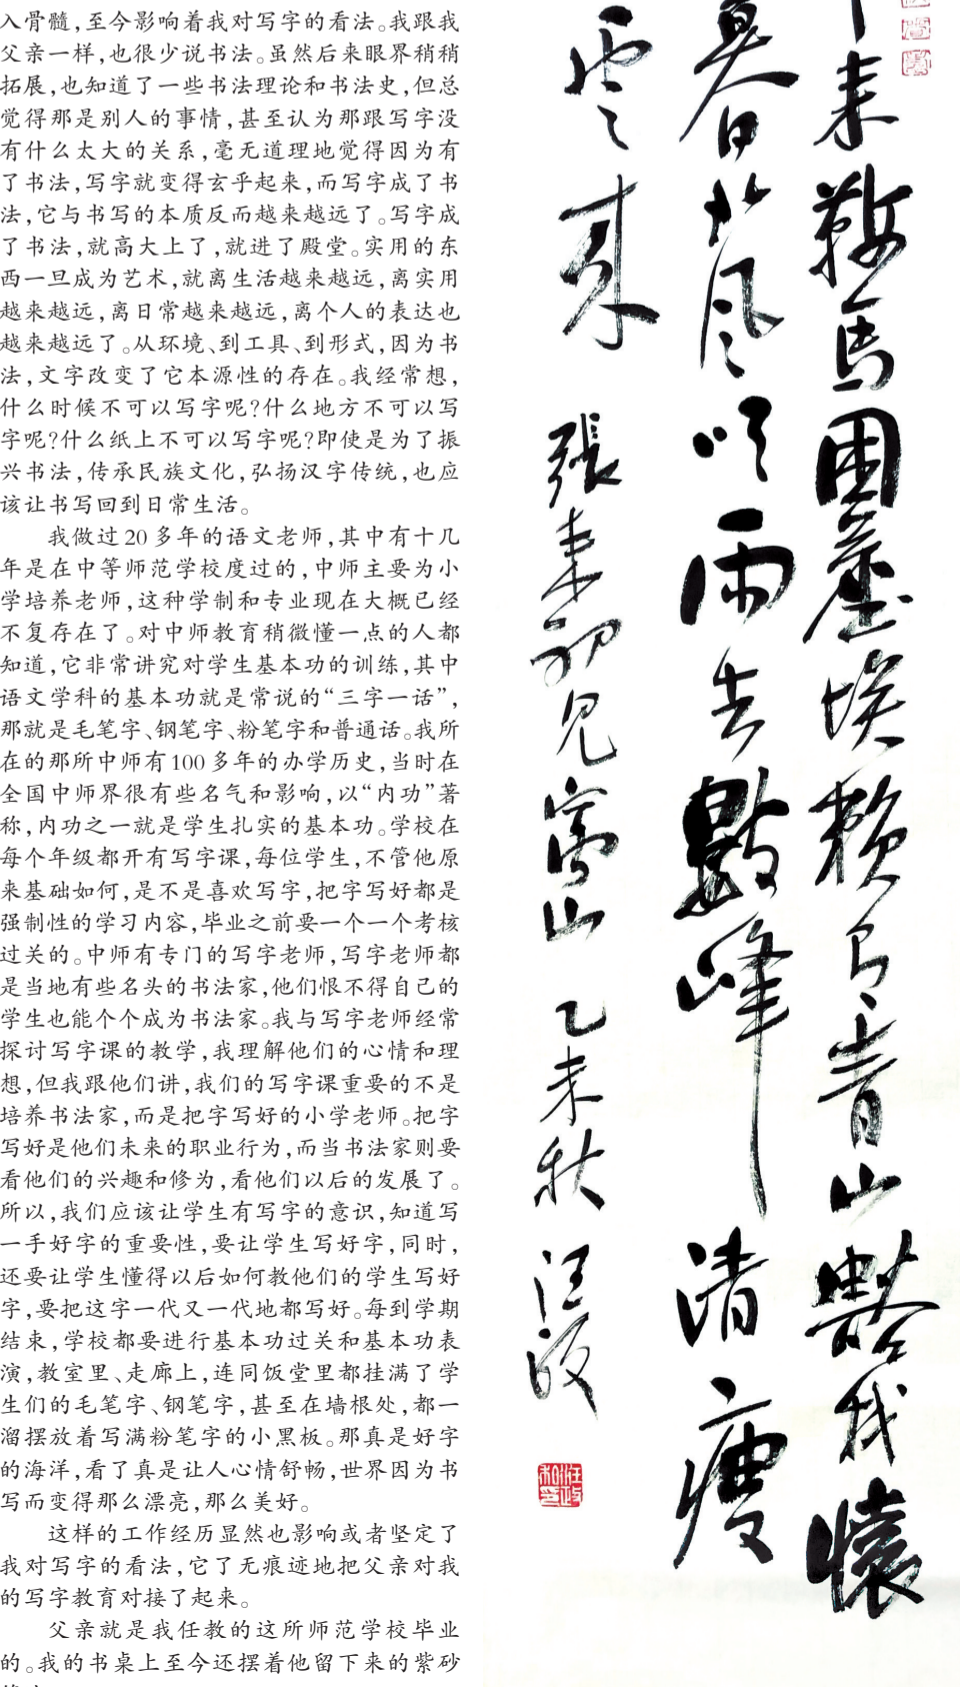 入骨髓，至今影响着我对写字的看法。我跟我
父亲一样，也很少说书法。虽然后来眼界稍稍
拓展，也知道了一些书法理论和书法史，但总
觉得那是别人的事情，甚至认为那跟写字没
有什么太大的关系，毫无道理地觉得因为有
了书法，写字就变得玄乎起来，而写字成了书
法，它与书写的本质反而越来越远了。写字成
了书法，就高大上了，就进了殿堂。实用的东
西一旦成为艺术，就离生活越来越远，离实用
越来越远，离日常越来越远，离个人的表达也
越来越远了。从环境、到工具、到形式，因为书
法，文字改变了它本源性的存在。我经常想，
什么时候不可以写字呢？什么地方不可以写
字呢？什么纸上不可以写字呢？即使是为了振
兴书法，传承民族文化，弘扬汉字传统，也应
该让书写回到日常生活。
我做过20多年的语文老师，其中有十几
年是在中等师范学校度过的，中师主要为小
学培养老师，这种学制和专业现在大概已经
不复存在了。对中师教育稍微懂一点的人都
知道，它非常讲究对学生基本功的训练，其中
语文学科的基本功就是常说的“三字一话”，
那就是毛笔字、钢笔字、粉笔字和普通话。我所
在的那所中师有100多年的办学历史，当时在
全国中师界很有些名气和影响，以“内功”著
称，内功之一就是学生扎实的基本功。学校在
每个年级都开有写字课，每位学生，不管他原
来基础如何，是不是喜欢写字，把字写好都是
强制性的学习内容，毕业之前要一个一个考核
过关的。中师有专门的写字老师，写字老师都
是当地有些名头的书法家，他们恨不得自己的
学生也能个个成为书法家。我与写字老师经常
探讨写字课的教学，我理解他们的心情和理
想，但我跟他们讲，我们的写字课重要的不是
培养书法家，而是把字写好的小学老师。把字
写好是他们未来的职业行为，而当书法家则要
看他们的兴趣和修为，看他们以后的发展了。
所以，我们应该让学生有写字的意识，知道写
一手好字的重要性，要让学生写好字，同时，
还要让学生懂得以后如何教他们的学生写好
字，要把这字一代又一代地都写好。每到学期
结束，学校都要进行基本功过关和基本功表
演，教室里、走廊上，连同饭堂里都挂满了学
生们的毛笔字、钢笔字，甚至在墙根处，都一
溜摆放着写满粉笔字的小黑板。那真是好字
的海洋，看了真是让人心情舒畅，世界因为书
写而变得那么漂亮，那么美好。
这样的工作经历显然也影响或者坚定了
我对写字的看法，它了无痕迹地把父亲对我
的写字教育对接了起来。
父亲就是我任教的这所师范学校毕业
的。我的书桌上至今还摆着他留下来的紫砂
来鞍馬困塵埃賴有青山豁我懷
暮北風吹雨去數峰清瘦
雲來 張耒初見嵩山 乙未秋 汪政